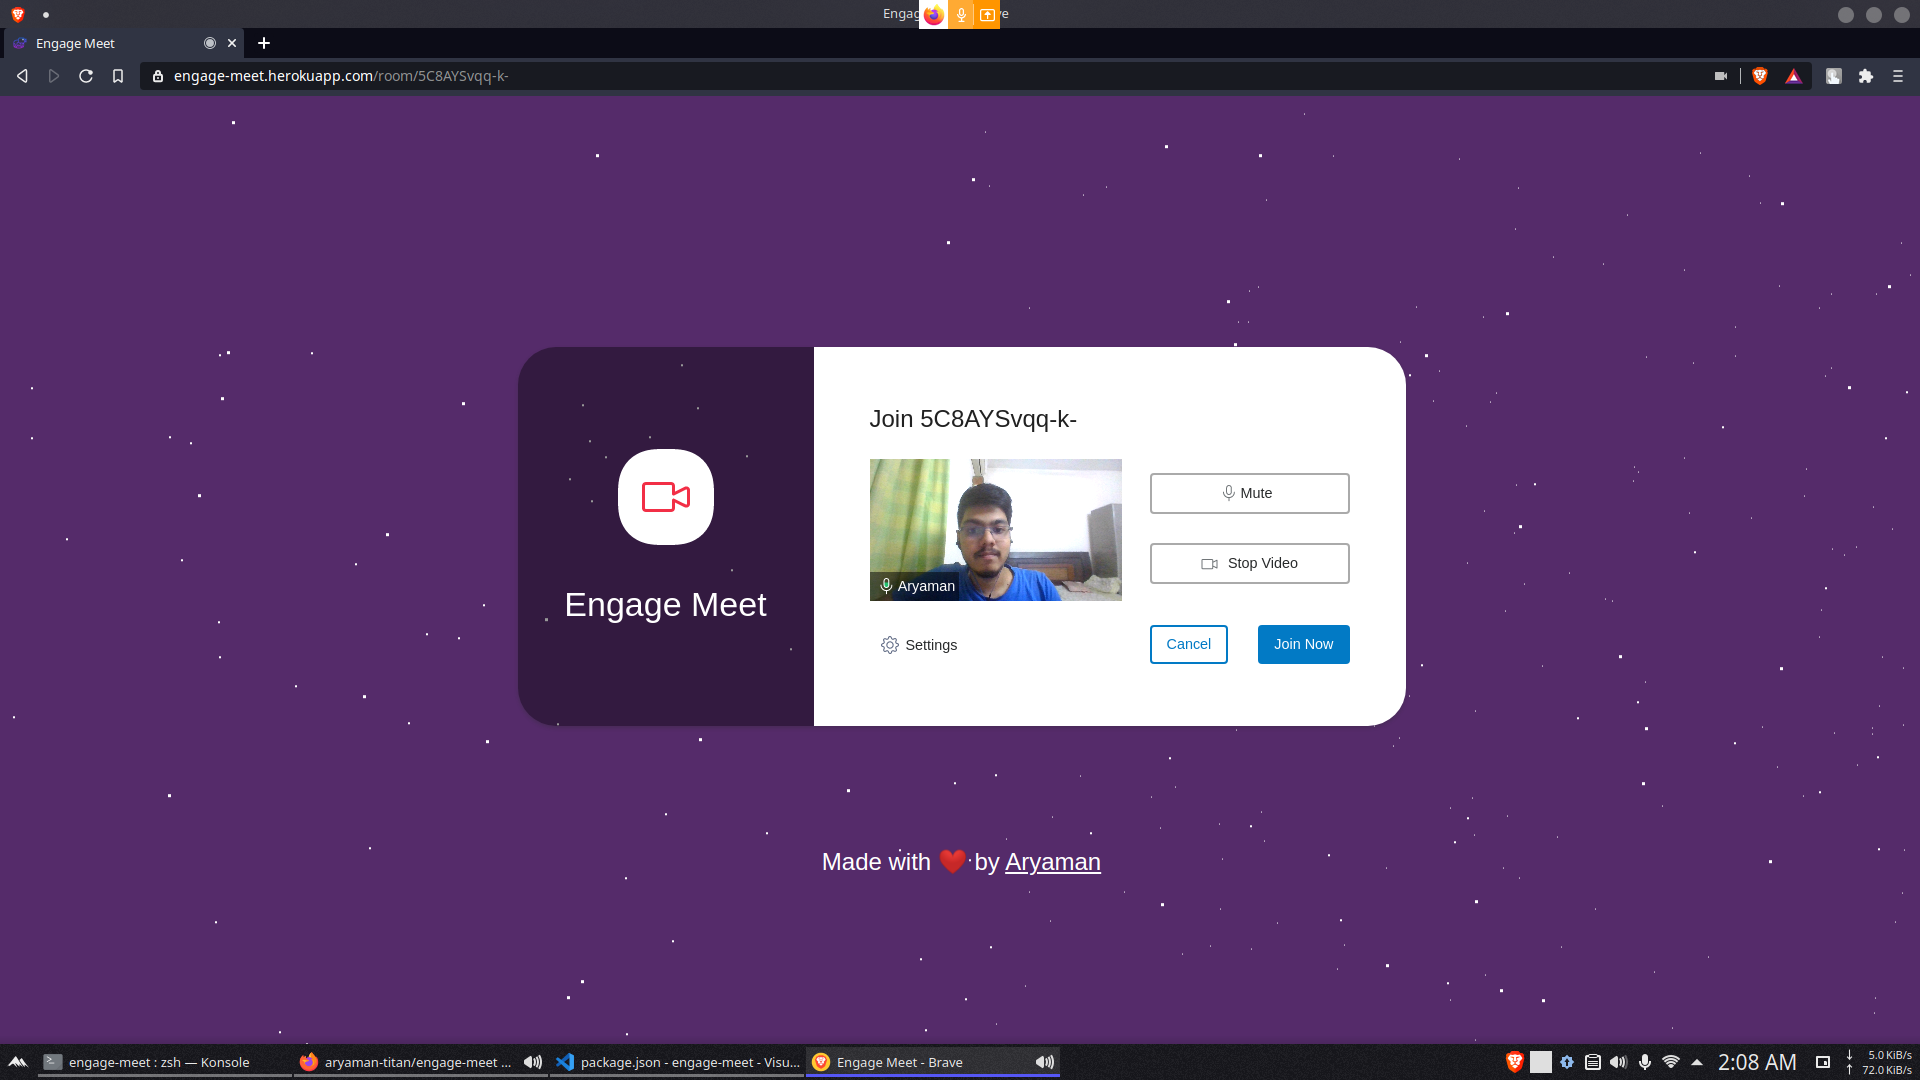 Engag
e
Engage Meet
engage-meet.herokuapp.com/room/5C8AYSvqq-k-
Join 5C8AYSvqq-k-
Mute
Stop Video
Aryaman
Engage Meet
Settings
Cancel
Join Now
Made with ❤️ by Aryaman
engage-meet : zsh — Konsole
aryaman-titan/engage-meet ...
package.json - engage-meet - Visu...
Engage Meet - Brave
2:08 AM
5.0 KiB/s
72.0 KiB/s